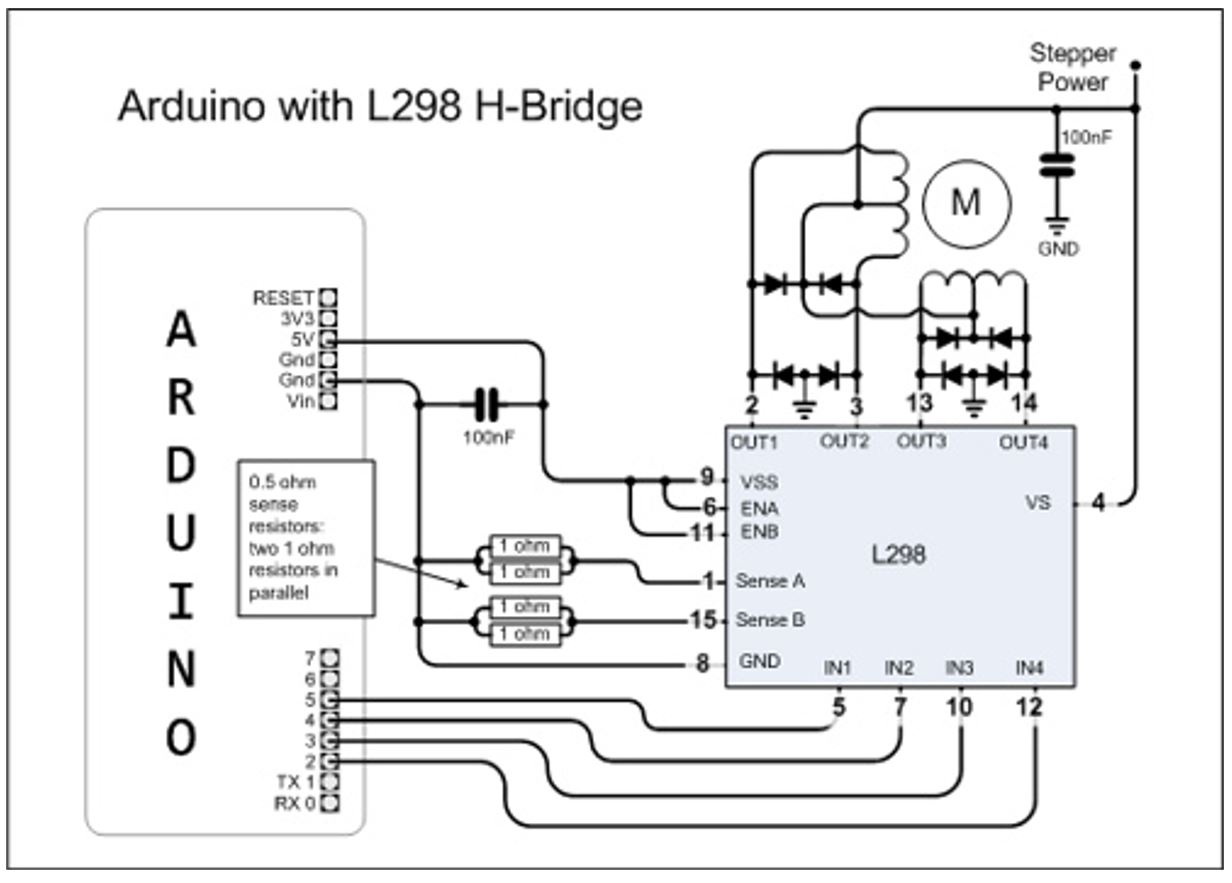 Arduino with L298 H-Bridge
Stepper
Power
100nF
M
GND
ARDUINO
RESET
3V3
5V
Gnd
Gnd
Vin
100nF
0.5 ohm
sense
resistors:
two 1 ohm
resistors in
parallel
1 ohm
1 ohm
1 ohm
1 ohm
7
6
5
4
3
2
TX 1
RX 0
2
3
13
14
OUT1
OUT2
OUT3
OUT4
9 VSS
6 ENA
11 ENB
1 Sense A
15 Sense B
8 GND
VS 4
L298
IN1
IN2
IN3
IN4
5
7
10
12